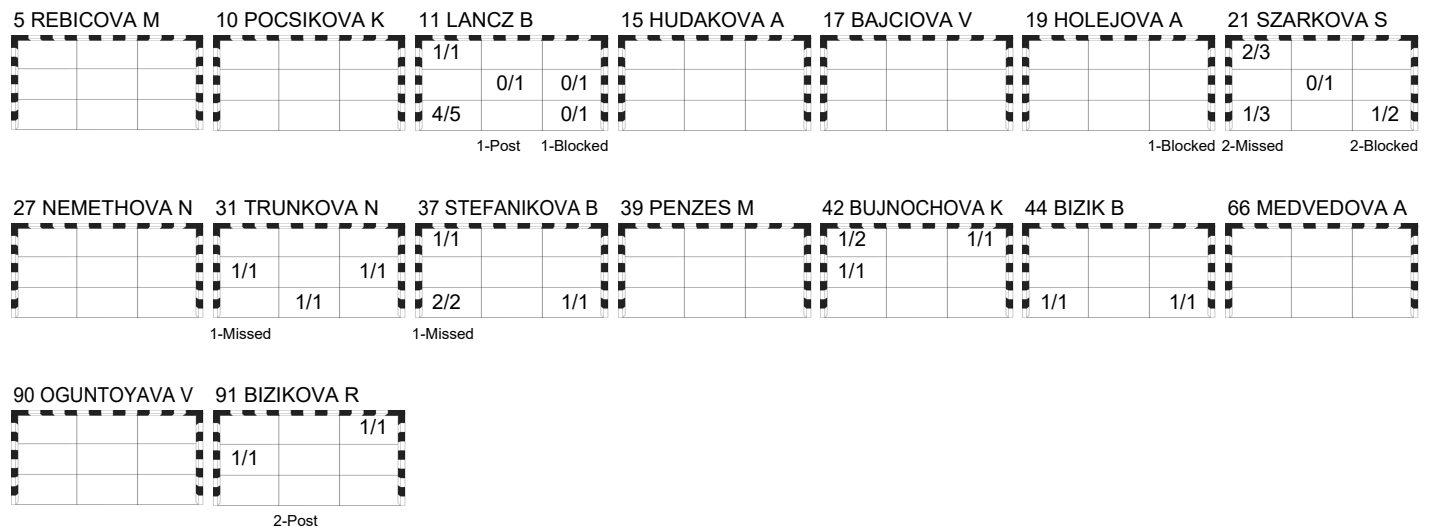 5 REBICOVA M 10 POCSIKOVA K 11 LANCZ B 15 HUDAKOVA A 17 BAJCIOVA V 19 HOLEJOVA A 21 SZARKOVA S
1/1 2/3
0/1 0/1 0/1
4/5 0/1 1/3 1/2
1-Post 1-Blocked 1-Blocked 2-Missed 2-Blocked
27 NEMETHOVA N 31 TRUNKOVA N 37 STEFANIKOVA B 39 PENZES M 42 BUJNOCHOVA K 44 BIZIK B 66 MEDVEDOVA A
1/1 1/2 1/1
1/1 1/1 1/1
1/1 2/2 1/1 1/1 1/1
1-Missed 1-Missed
90 OGUNTOYAVA V 91 BIZIKOVA R
1/1
1/1
2-Post